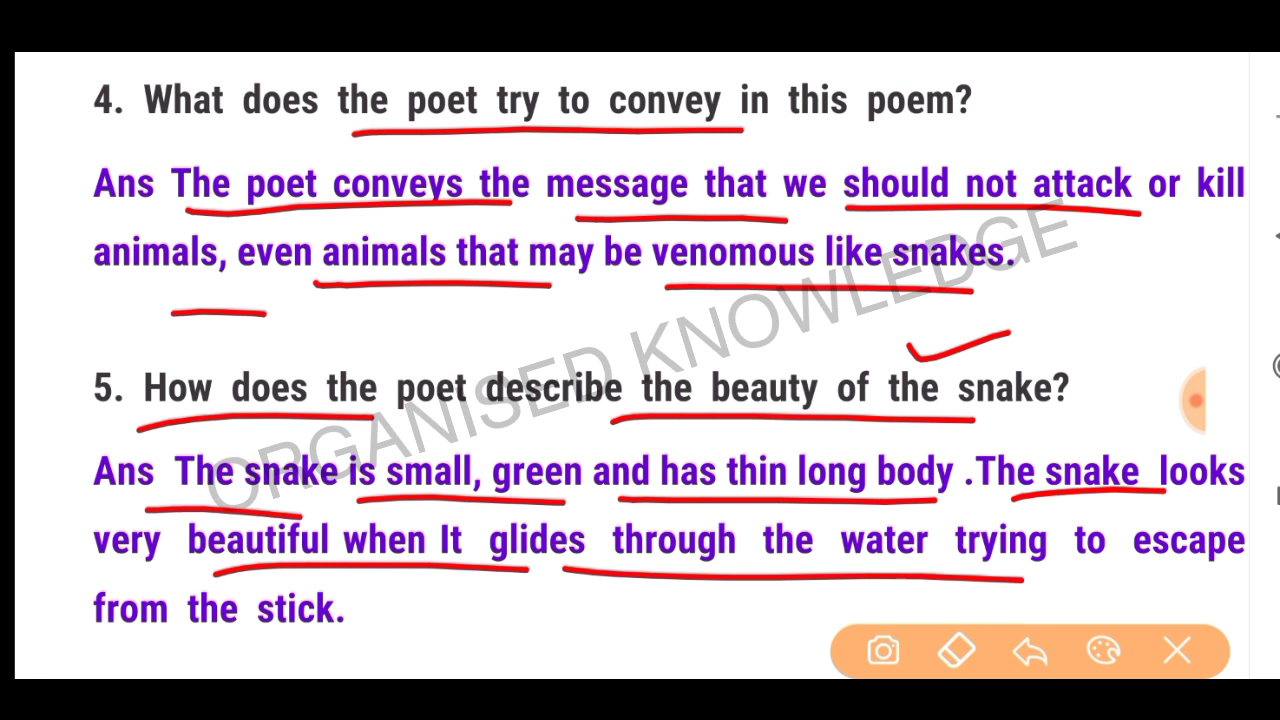 4. What does the poet try to convey in this poem?
Ans The poet conveys the message that we should not attack or kill
animals, even animals that may be venomous like snakes.
ORGANISED KNOWLEDGE
5. How does the poet describe the beauty of the snake?
Ans The snake is small, green and has thin long body .The snake looks
very beautiful when It glides through the water trying to escape
from the stick.